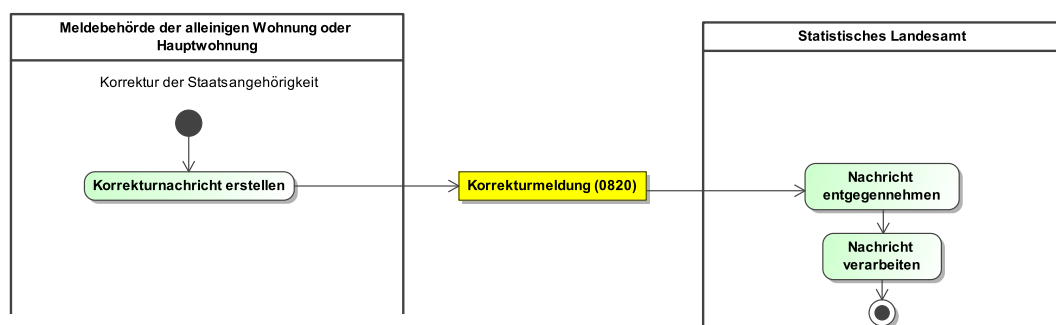 Meldebehörde der alleinigen Wohnung oder
Hauptwohnung
Korrektur der Staatsangehörigkeit
Korrekturnachricht erstellen
Korrekturmeldung (0820)
Statistisches Landesamt
Nachricht
entgegennehmen
Nachricht
verarbeiten